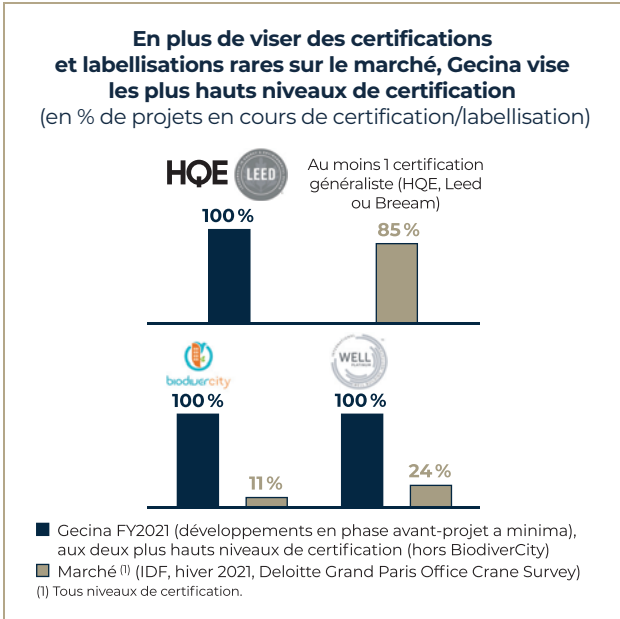 En plus de viser des certifications
et labellisations rares sur le marché, Gecina vise
les plus hauts niveaux de certification
(en % de projets en cours de certification/labellisation)
HQE
LEED
Au moins 1 certification
généraliste (HQE, Leed
ou Breeam)
100 %
85 %
biodivercity
WELL
PLATINUM
100 %
11 %
100 %
24 %
Gecina FY2021 (développements en phase avant-projet a minima),
aux deux plus hauts niveaux de certification (hors BiodiverCity)
Marché (1) (IDF, hiver 2021, Deloitte Grand Paris Office Crane Survey)
(1) Tous niveaux de certification.